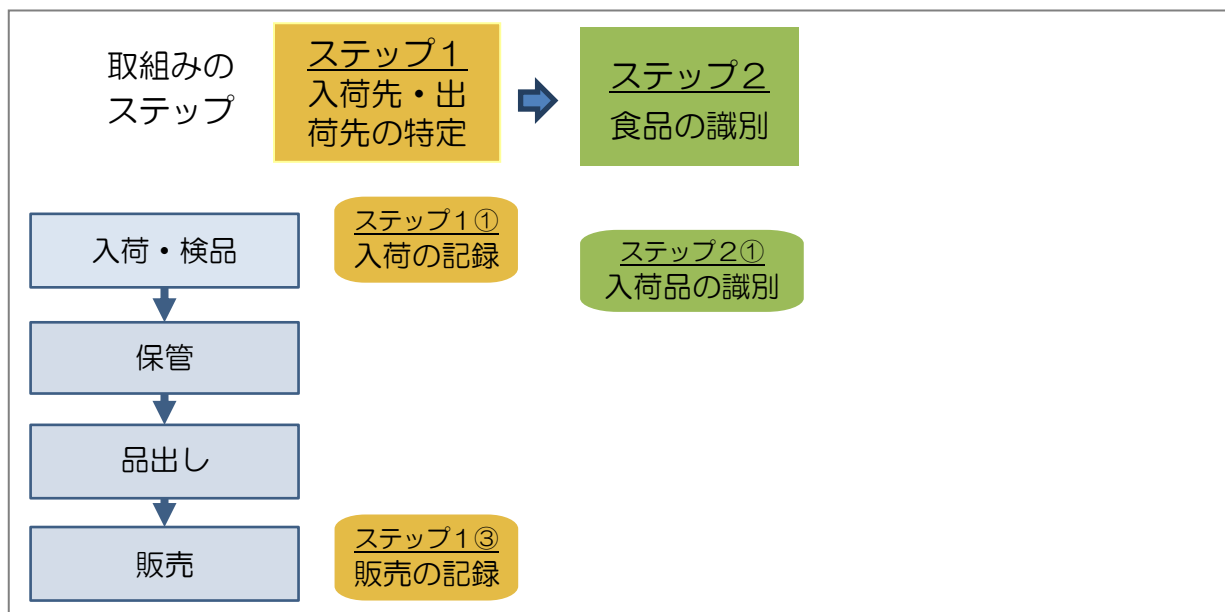 取組みの
ステップ
ステップ１
入荷先・出
荷先の特定
ステップ２
食品の識別
入荷・検品
ステップ１①
入荷の記録
ステップ２①
入荷品の識別
保管
品出し
販売
ステップ１③
販売の記録